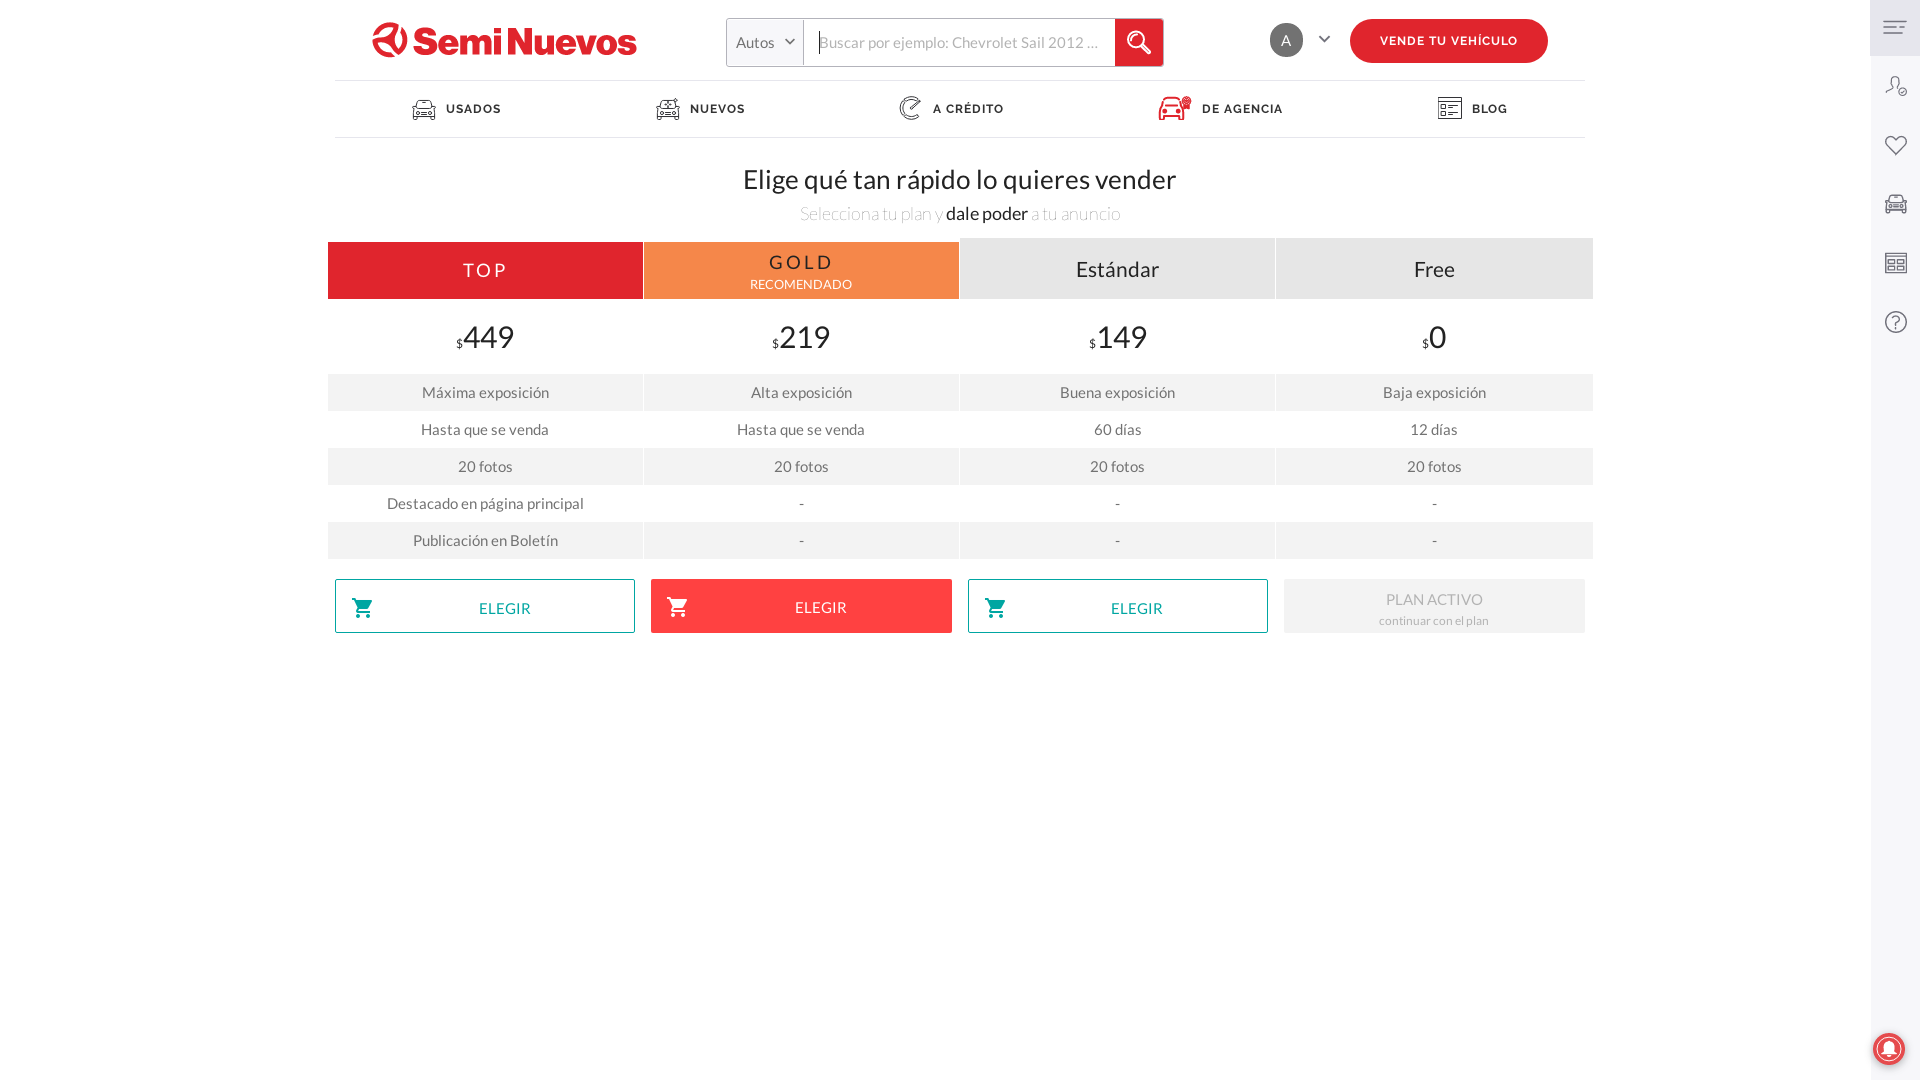 Semi Nuevos
Autos
Buscar por ejemplo: Chevrolet Sail 2012 ...
A
VENDE TU VEHÍCULO
USADOS
NUEVOS
A CRÉDITO
DE AGENCIA
BLOG
Elige qué tan rápido lo quieres vender
Selecciona tu plan y dale poder a tu anuncio
TOP
GOLD
RECOMENDADO
Estándar
Free
$449
$219
$149
$0
Máxima exposición
Alta exposición
Buena exposición
Baja exposición
Hasta que se venda
Hasta que se venda
60 días
12 días
20 fotos
20 fotos
20 fotos
20 fotos
Destacado en página principal
-
-
-
Publicación en Boletín
-
-
-
ELEGIR
ELEGIR
ELEGIR
PLAN ACTIVO
continuar con el plan